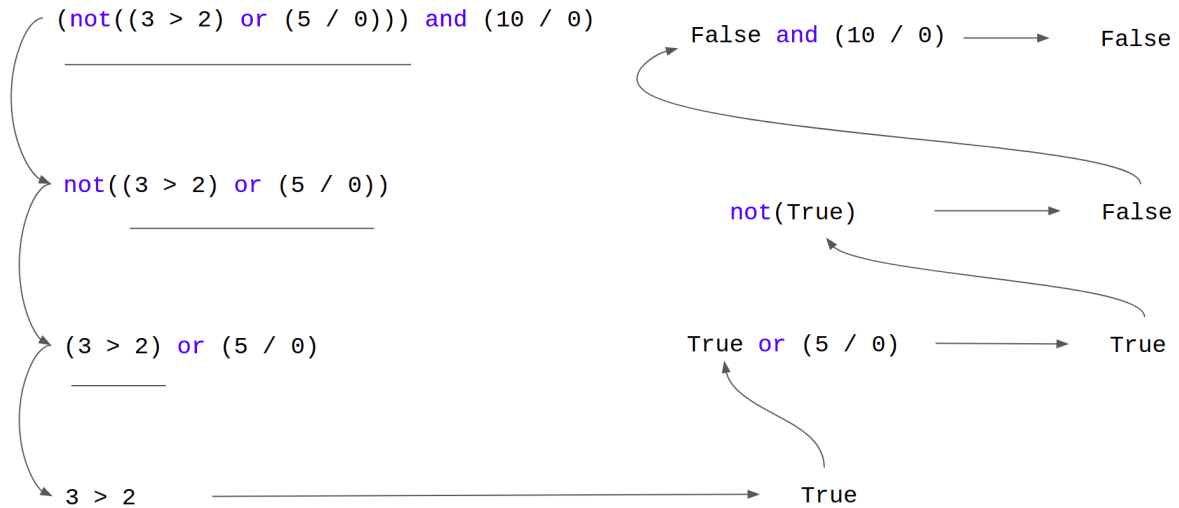 (not((3 > 2) or (5 / 0))) and (10 / 0)
not((3 > 2) or (5 / 0))
(3 > 2) or (5 / 0)
3 > 2
True
True or (5 / 0)
True
not(True)
False
False and (10 / 0)
False